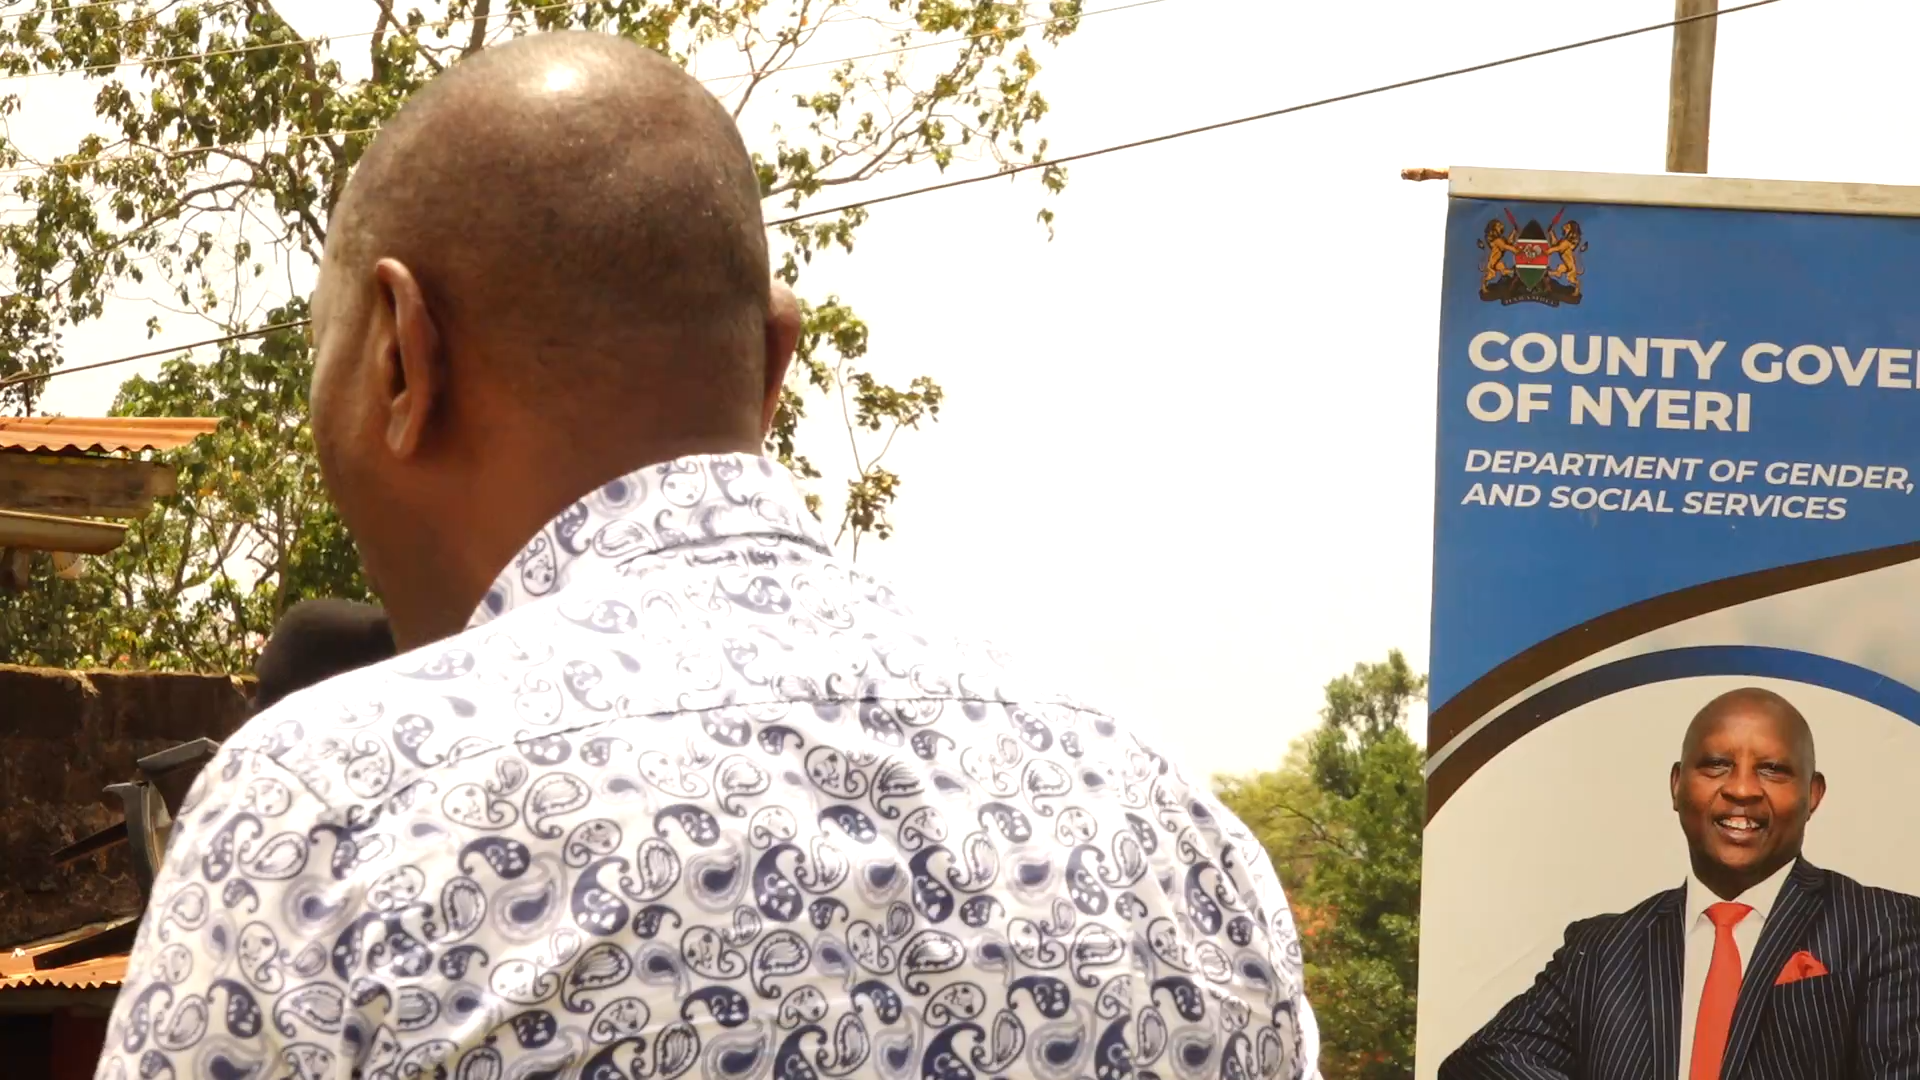 COUNTY GOVE
OF NYERI
DEPARTMENT OF GENDER,
AND SOCIAL SERVICES